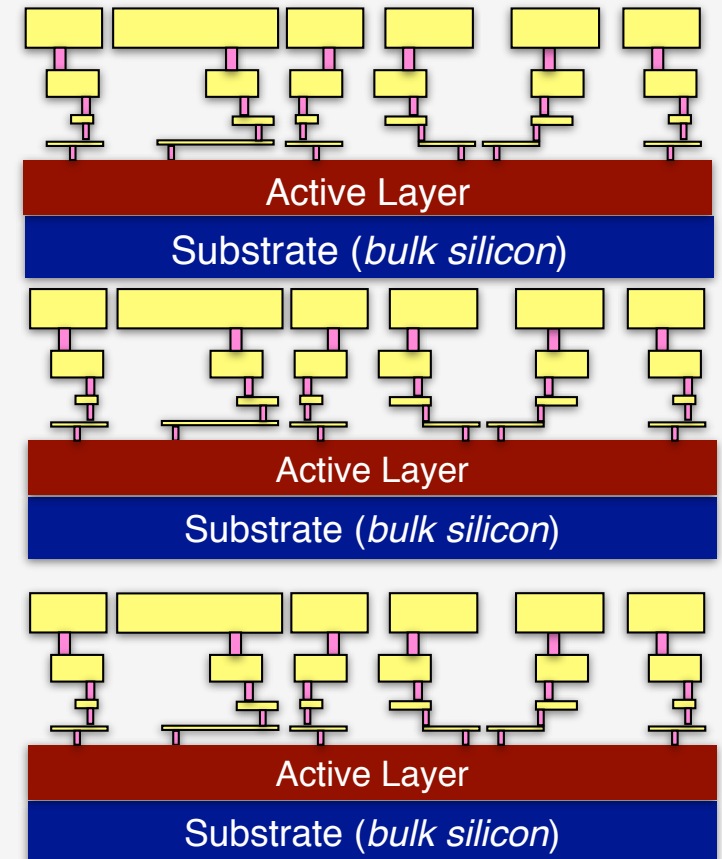 Active Layer
Substrate (bulk silicon)
Active Layer
Substrate (bulk silicon)
Active Layer
Substrate (bulk silicon)